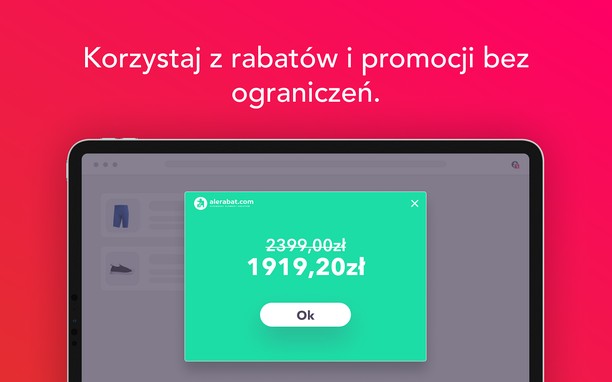 Korzystaj z rabatów i promocji bez
ograniczeń.
alerabat.com
2399,00zł
1919,20zł
Ok